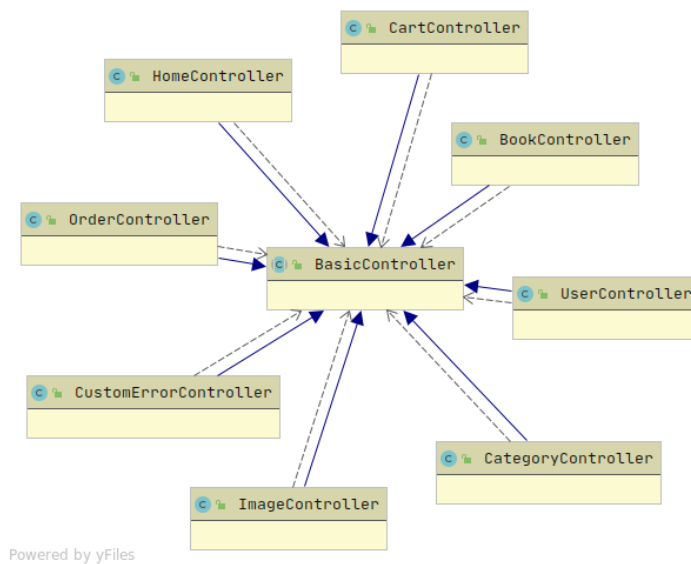 C CartController
C HomeController
C BookController
C OrderController
C BasicController
C UserController
C CustomErrorController
C CategoryController
C ImageController
Powered by yFiles